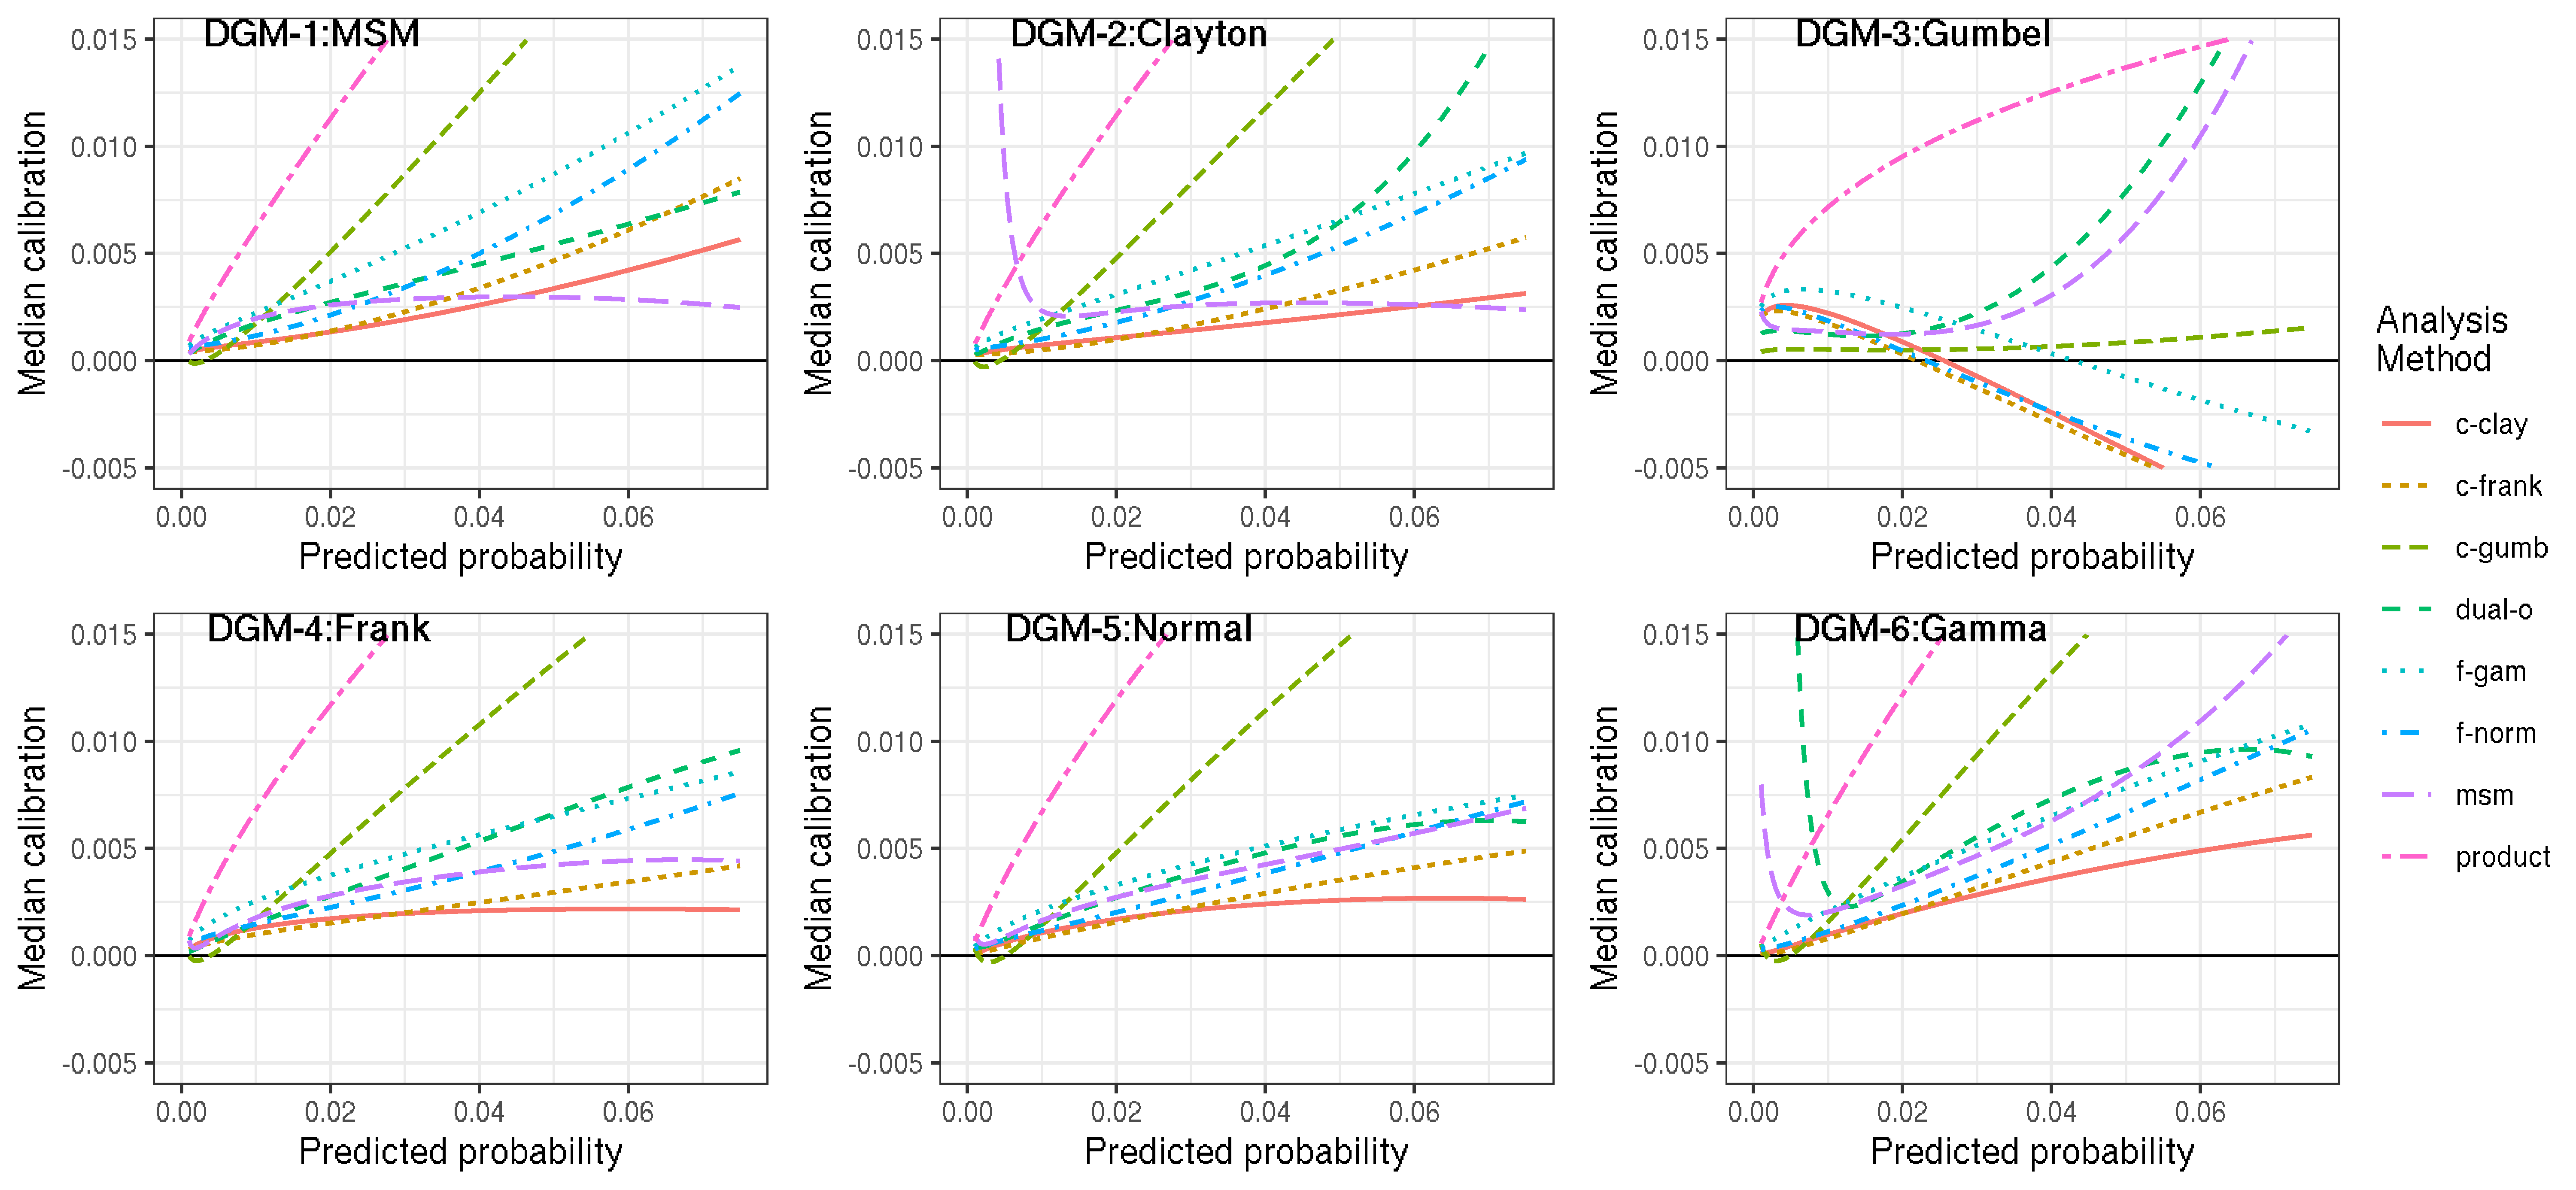 DGM-1:MSM
0.015
0.010
0.005
0.000
-0.005
Median calibration
0.00 0.02 0.04 0.06
Predicted probability
DGM-2:Clayton
0.015
0.010
0.005
0.000
-0.005
Median calibration
0.00 0.02 0.04 0.06
Predicted probability
DGM-3:Gumbel
0.015
0.010
0.005
0.000
-0.005
Median calibration
0.00 0.02 0.04 0.06
Predicted probability
DGM-4:Frank
0.015
0.010
0.005
0.000
-0.005
Median calibration
0.00 0.02 0.04 0.06
Predicted probability
DGM-5:Normal
0.015
0.010
0.005
0.000
-0.005
Median calibration
0.00 0.02 0.04 0.06
Predicted probability
DGM-6:Gamma
0.015
0.010
0.005
0.000
-0.005
Median calibration
0.00 0.02 0.04 0.06
Predicted probability
Analysis
Method
c-clay
c-frank
c-gumb
dual-o
f-gam
f-norm
msm
product